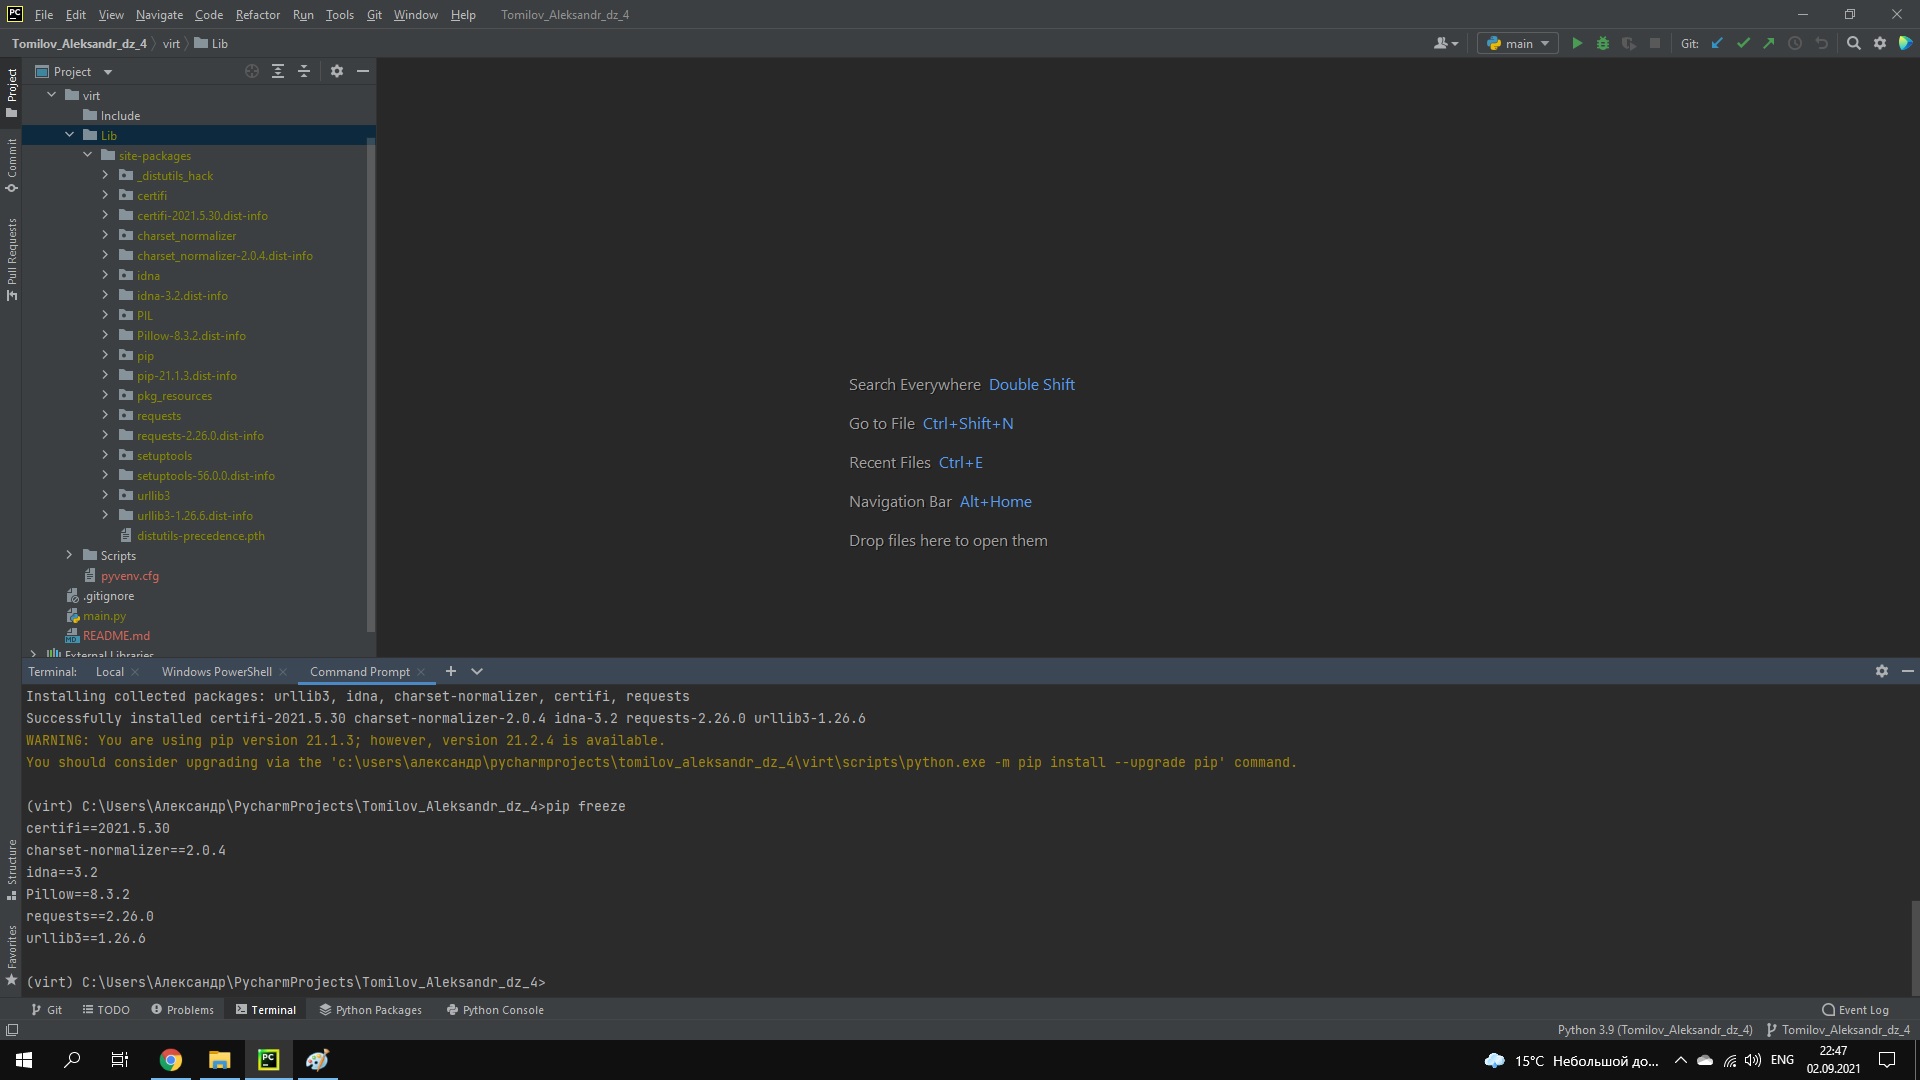 PC File Edit View Navigate Code Refactor Run Tools Git Window Help Tomilov_Aleksandr_dz_4
Tomilov_Aleksandr_dz_4 virt Lib main Git:
Project
Project
Commit
Pull Requests
virt
Include
Lib
site-packages
_distutils_hack
certifi
certifi-2021.5.30.dist-info
charset_normalizer
charset_normalizer-2.0.4.dist-info
idna
idna-3.2.dist-info
PIL
Pillow-8.3.2.dist-info
pip
pip-21.1.3.dist-info
pkg_resources
requests
requests-2.26.0.dist-info
setuptools
setuptools-56.0.0.dist-info
urllib3
urllib3-1.26.6.dist-info
distutils-precedence.pth
Scripts
pyvenv.cfg
.gitignore
main.py
README.md
External Libraries
Search Everywhere Double Shift
Go to File Ctrl+Shift+N
Recent Files Ctrl+E
Navigation Bar Alt+Home
Drop files here to open them
Terminal: Local Windows PowerShell Command Prompt
Installing collected packages: urllib3, idna, charset-normalizer, certifi, requests
Successfully installed certifi-2021.5.30 charset-normalizer-2.0.4 idna-3.2 requests-2.26.0 urllib3-1.26.6
WARNING: You are using pip version 21.1.3; however, version 21.2.4 is available.
You should consider upgrading via the 'c:\users\александр\pycharmprojects\tomilov_aleksandr_dz_4\virt\scripts\python.exe -m pip install --upgrade pip' command.
(virt) C:\Users\Александр\PycharmProjects\Tomilov_Aleksandr_dz_4>pip freeze
certifi==2021.5.30
charset-normalizer==2.0.4
idna==3.2
Pillow==8.3.2
requests==2.26.0
urllib3==1.26.6
(virt) C:\Users\Александр\PycharmProjects\Tomilov_Aleksandr_dz_4>
Structure
Favorites
Git TODO Problems Terminal Python Packages Python Console Event Log
Python 3.9 (Tomilov_Aleksandr_dz_4) Tomilov_Aleksandr_dz_4
PC 15°C Небольшой до... ENG 22:47
02.09.2021